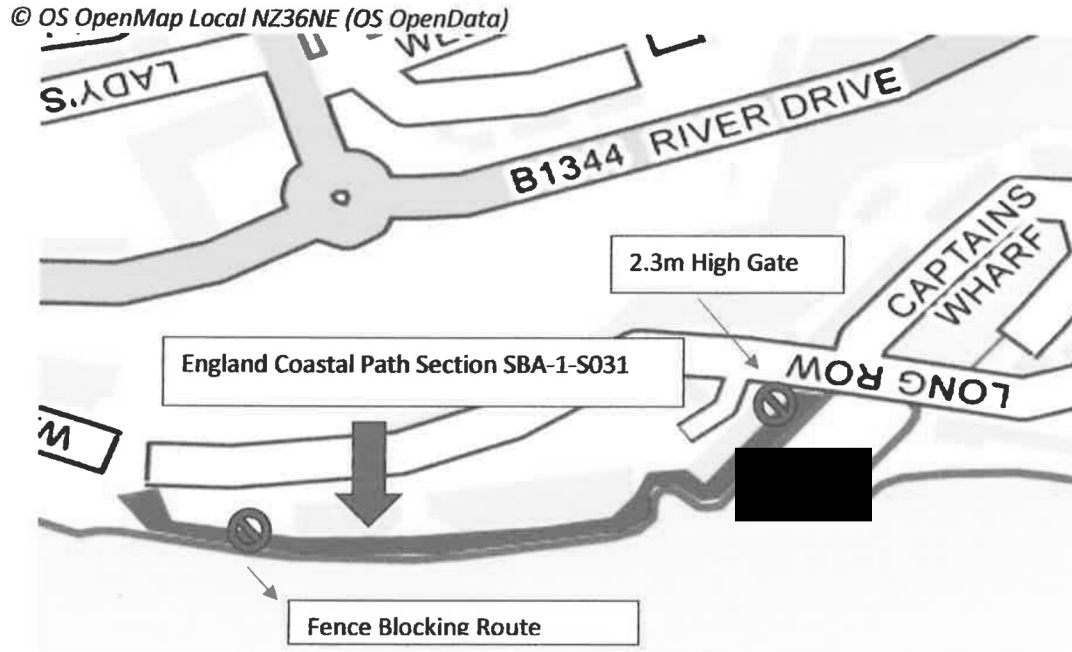 © OS OpenMap Local NZ36NE (OS OpenData)
LADY'S
WE
B1344 RIVER DRIVE
2.3m High Gate
CAPTAINS
WHARF
England Coastal Path Section SBA-1-S031
LONG ROW
W
Fence Blocking Route